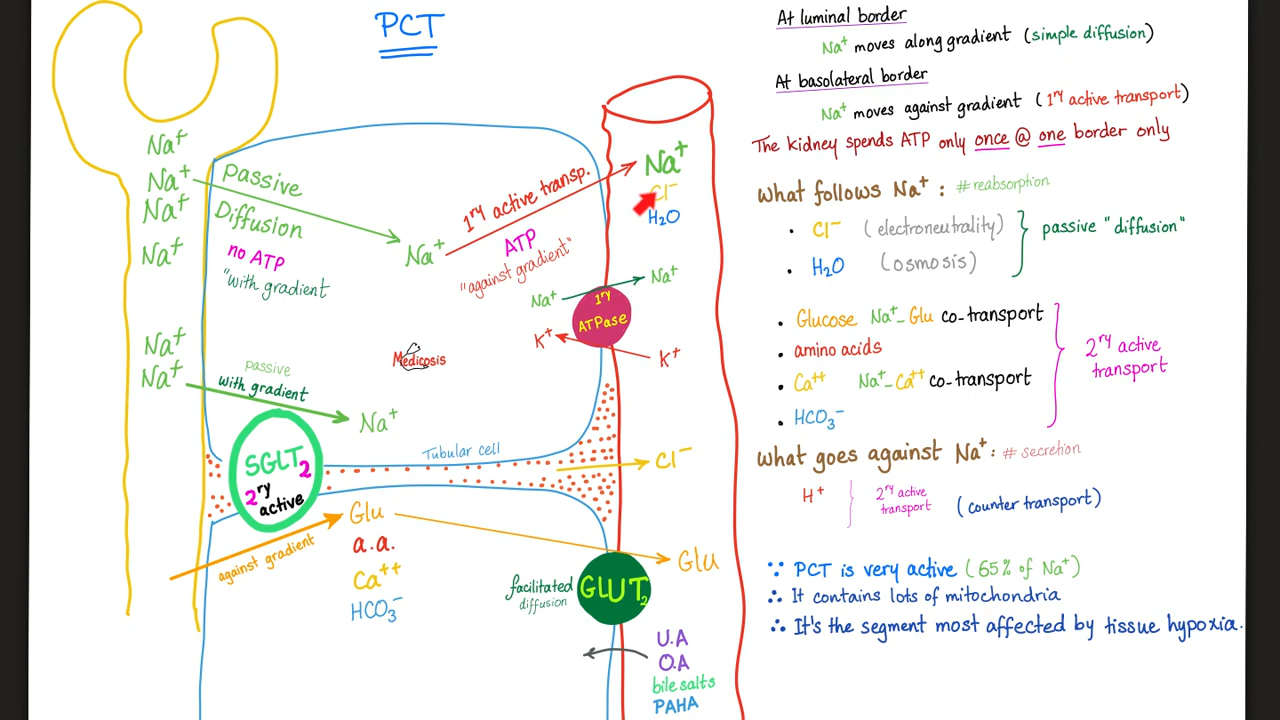 PCT
Na+
Na+
Na+
Na+
Passive
Diffusion
no ATP
"with gradient"
Na+
1ry active transp.
ATP
"against gradient"
Na+
Cl-
H2O
Na+
Na+
1ry
ATPase
K+
K+
Medicosis
Na+
Na+
passive
with gradient
Na+
SGLT2
2ry
active
Tubular cell
Cl-
against gradient
Glu
a.a.
Ca++
HCO3-
Glu
facilitated
diffusion
GLUT2
U.A
O.A
bile salts
PAHA
At luminal border
Na+ moves along gradient (simple diffusion)
At basolateral border
Na+ moves against gradient (1ry active transport)
The kidney spends ATP only once @ one border only
What follows Na+: #reabsorption
• Cl- (electroneutrality)
• H2O (osmosis)
passive "diffusion"
• Glucose Na+-Glu co-transport
• amino acids
• Ca++ Na+-Ca++ co-transport
• HCO3-
2ry active
transport
What goes against Na+: # secretion
H+
2ry active
transport
(counter transport)
∵ PCT is very active (65% of Na+)
∴ It contains lots of mitochondria
∴ It's the segment most affected by tissue hypoxia.